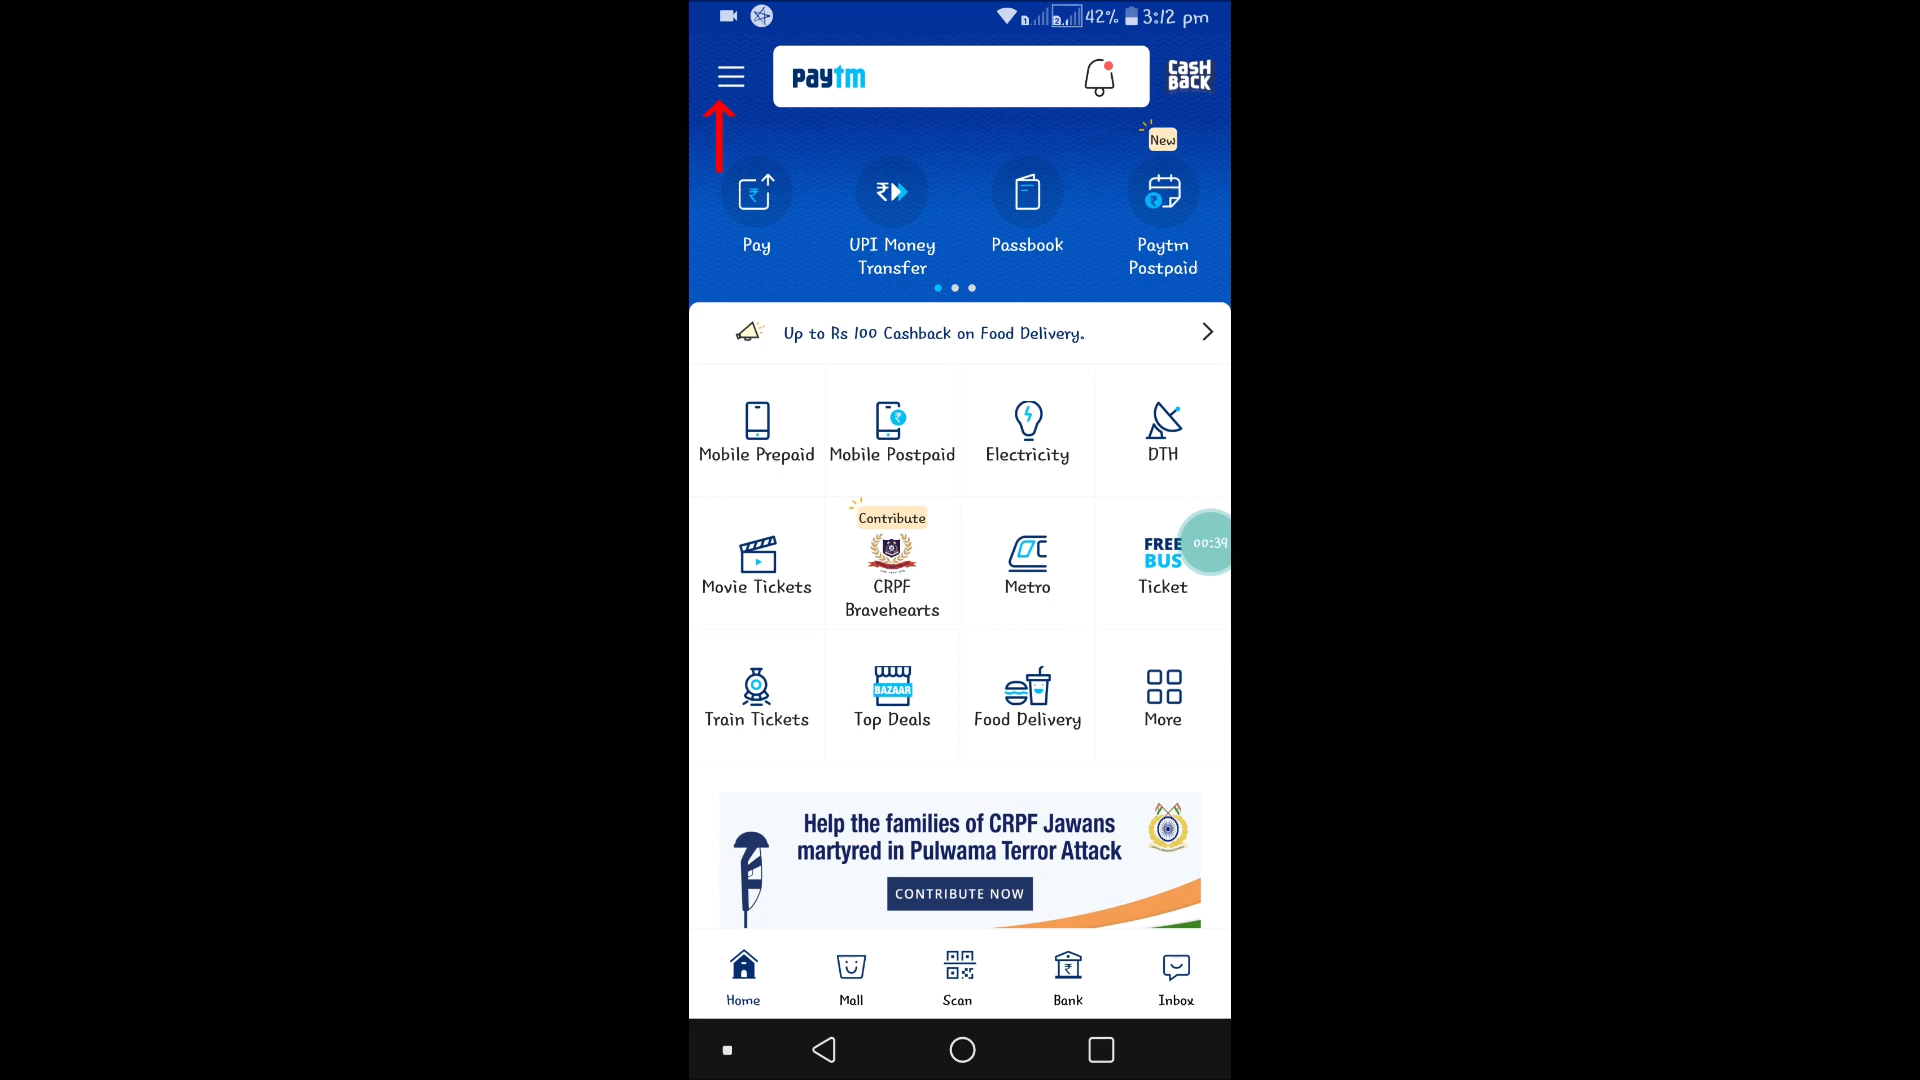 1 2 42% 3:12 pm
paytm
CASH BACK
New
Pay
UPI Money Transfer
Passbook
Paytm Postpaid
Up to Rs 100 Cashback on Food Delivery.
Mobile Prepaid
Mobile Postpaid
Electricity
DTH
Contribute
Movie Tickets
CRPF Bravehearts
Metro
FREE BUS
Ticket
00:39
Train Tickets
BAZAAR
Top Deals
Food Delivery
More
Help the families of CRPF Jawans
martyred in Pulwama Terror Attack
CONTRIBUTE NOW
Home
Mall
Scan
Bank
Inbox